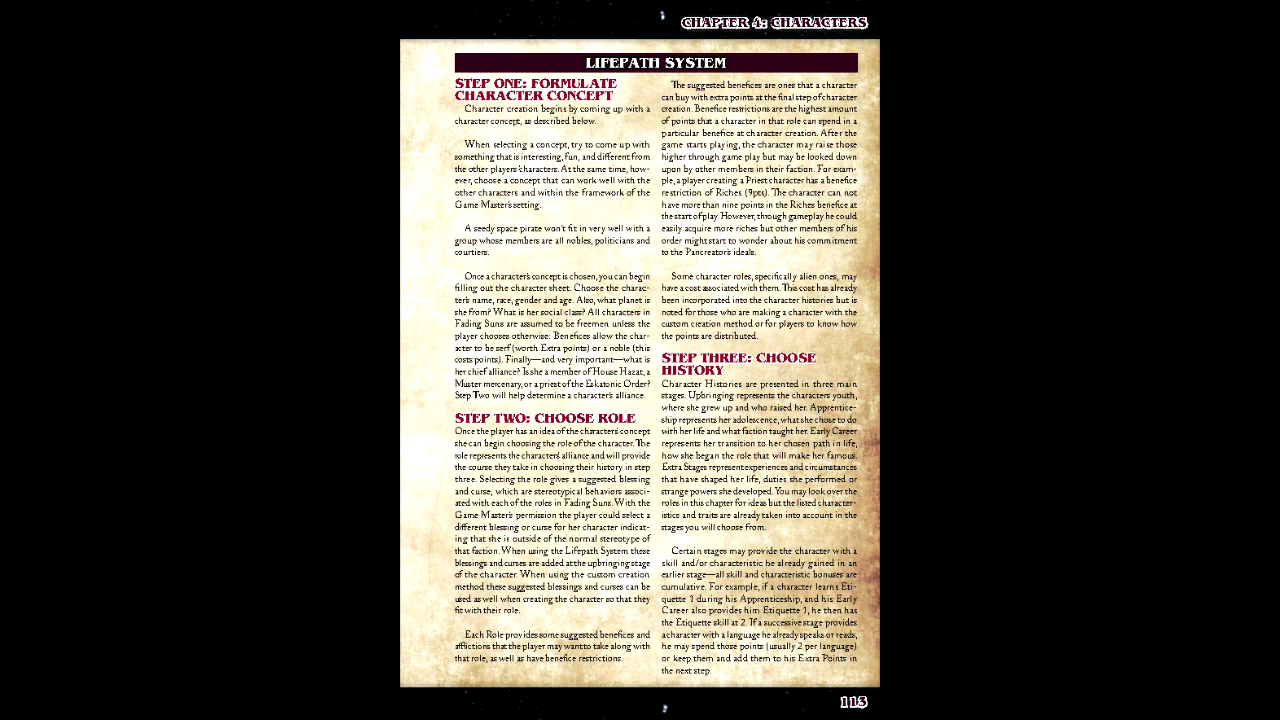 CHAPTER 4: CHARACTERS
LIFEPATH SYSTEM
STEP ONE: FORMULATE
CHARACTER CONCEPT
Character creation begins by coming up with a
character concept, as described below.
When selecting a concept, try to come up with
something that is interesting, fun, and different from
the other players' characters. At the same time, how-
ever, choose a concept that can work well with the
other characters and within the framework of the
Game Master's setting.
A seedy space pirate won't fit in very well with a
group whose members are all nobles, politicians and
courtiers.
Once a character's concept is chosen, you can begin
filling out the character sheet. Choose the charac-
ter's name, race, gender and age. Also, what planet is
she from? What is her social class? All characters in
Fading Suns are assumed to be freemen unless the
player chooses otherwise: Benefices allow the char-
acter to be serf (worth Extra points) or a noble (this
costs points). Finally—and very important—what is
her chief alliance? Is she a member of House Hazat, a
Muster mercenary, or a priest of the Eskatonic Order?
Step Two will help determine a character's alliance.
STEP TWO: CHOOSE ROLE
Once the player has an idea of the characters concept
she can begin choosing the role of the character. The
role represents the character's alliance and will provide
the course they take in choosing their history in step
three. Selecting the role gives a suggested blessing
and curse, which are stereotypical behaviors associ-
ated with each of the roles in Fading Suns. With the
Game Master's permission the player could select a
different blessing or curse for her character indicat-
ing that she is outside of the normal stereotype of
that faction. When using the Lifepath System these
blessings and curses are added at the upbringing stage
of the character. When using the custom creation
method these suggested blessings and curses can be
used as well when creating the character so that they
fit with their role.
Each Role provides some suggested benefices and
afflictions that the player may want to take along with
that role, as well as have benefice restrictions.
The suggested benefices are ones that a character
can buy with extra points at the final step of character
creation. Benefice restrictions are the highest amount
of points that a character in that role can spend in a
particular benefice at character creation. After the
game starts playing, the character may raise those
higher through game play but may be looked down
upon by other members in their faction. For exam-
ple, a player creating a Priest character has a benefice
restriction of Riches (9pts). The character can not
have more than nine points in the Riches benefice at
the start of play. However, through gameplay he could
easily acquire more riches but other members of his
order might start to wonder about his commitment
to the Pancreator's ideals.
Some character roles, specifically alien ones, may
have a cost associated with them. This cost has already
been incorporated into the character histories but is
noted for those who are making a character with the
custom creation method or for players to know how
the points are distributed.
STEP THREE: CHOOSE
HISTORY
Character Histories are presented in three main
stages. Upbringing represents the characters youth,
where she grew up and who raised her. Apprentice-
ship represents her adolescence, what she chose to do
with her life and what faction taught her. Early Career
represents her transition to her chosen path in life,
how she began the role that will make her famous.
Extra Stages represent experiences and circumstances
that have shaped her life, duties she performed or
strange powers she developed. You may look over the
roles in this chapter for ideas but the listed character-
istics and traits are already taken into account in the
stages you will choose from.
Certain stages may provide the character with a
skill and/or characteristic he already gained in an
earlier stage—all skill and characteristic bonuses are
cumulative. For example, if a character learns Eti-
quette 1 during his Apprenticeship, and his Early
Career also provides him Etiquette 1, he then has
the Etiquette skill at 2. If a successive stage provides
a character with a language he already speaks or reads,
he may spend those points (usually 2 per language)
or keep them and add them to his Extra Points in
the next step.
113